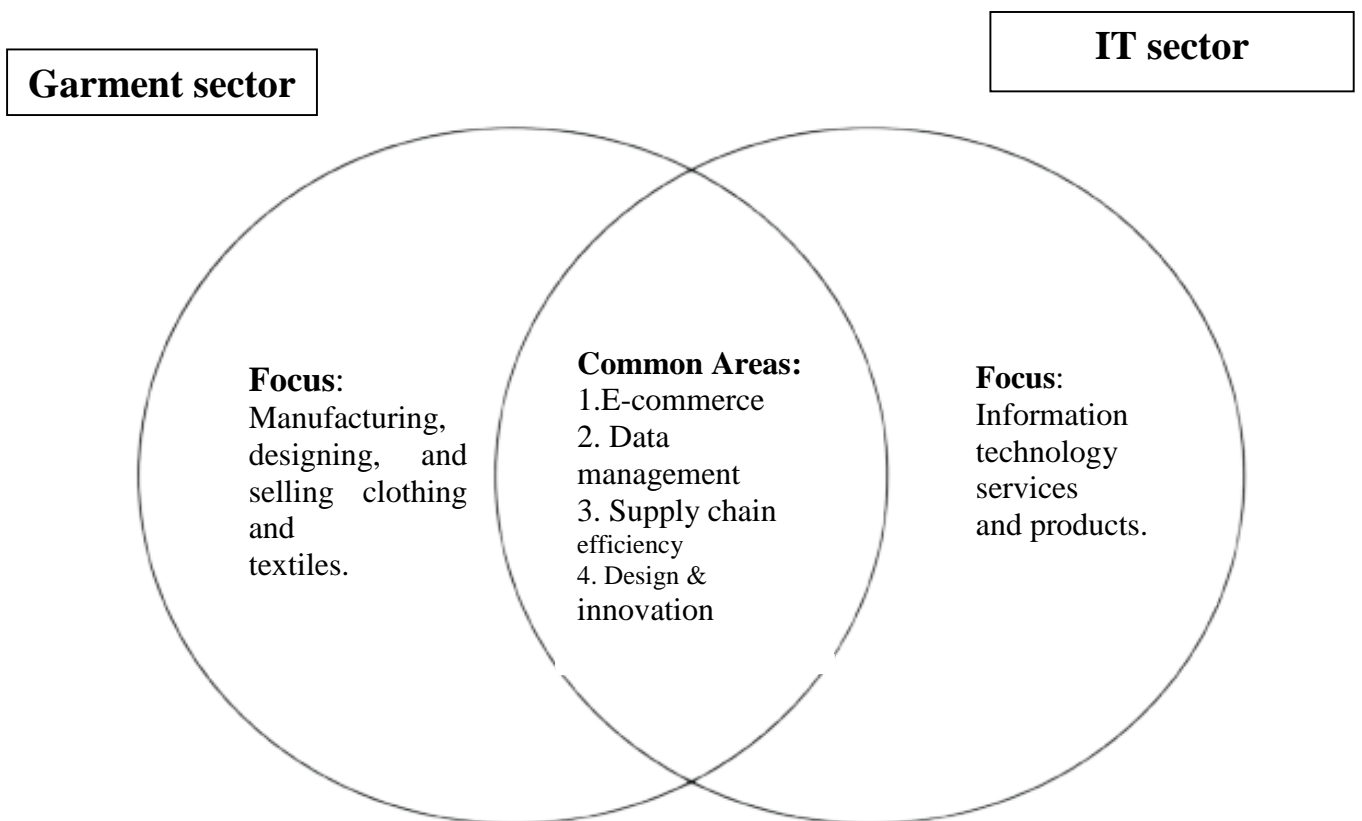 IT sector
Garment sector
Focus:
Manufacturing,
designing, and
selling clothing
and
textiles.
Common Areas:
1.E-commerce
2. Data
management
3. Supply chain
efficiency
4. Design &
innovation
Focus:
Information
technology
services
and products.